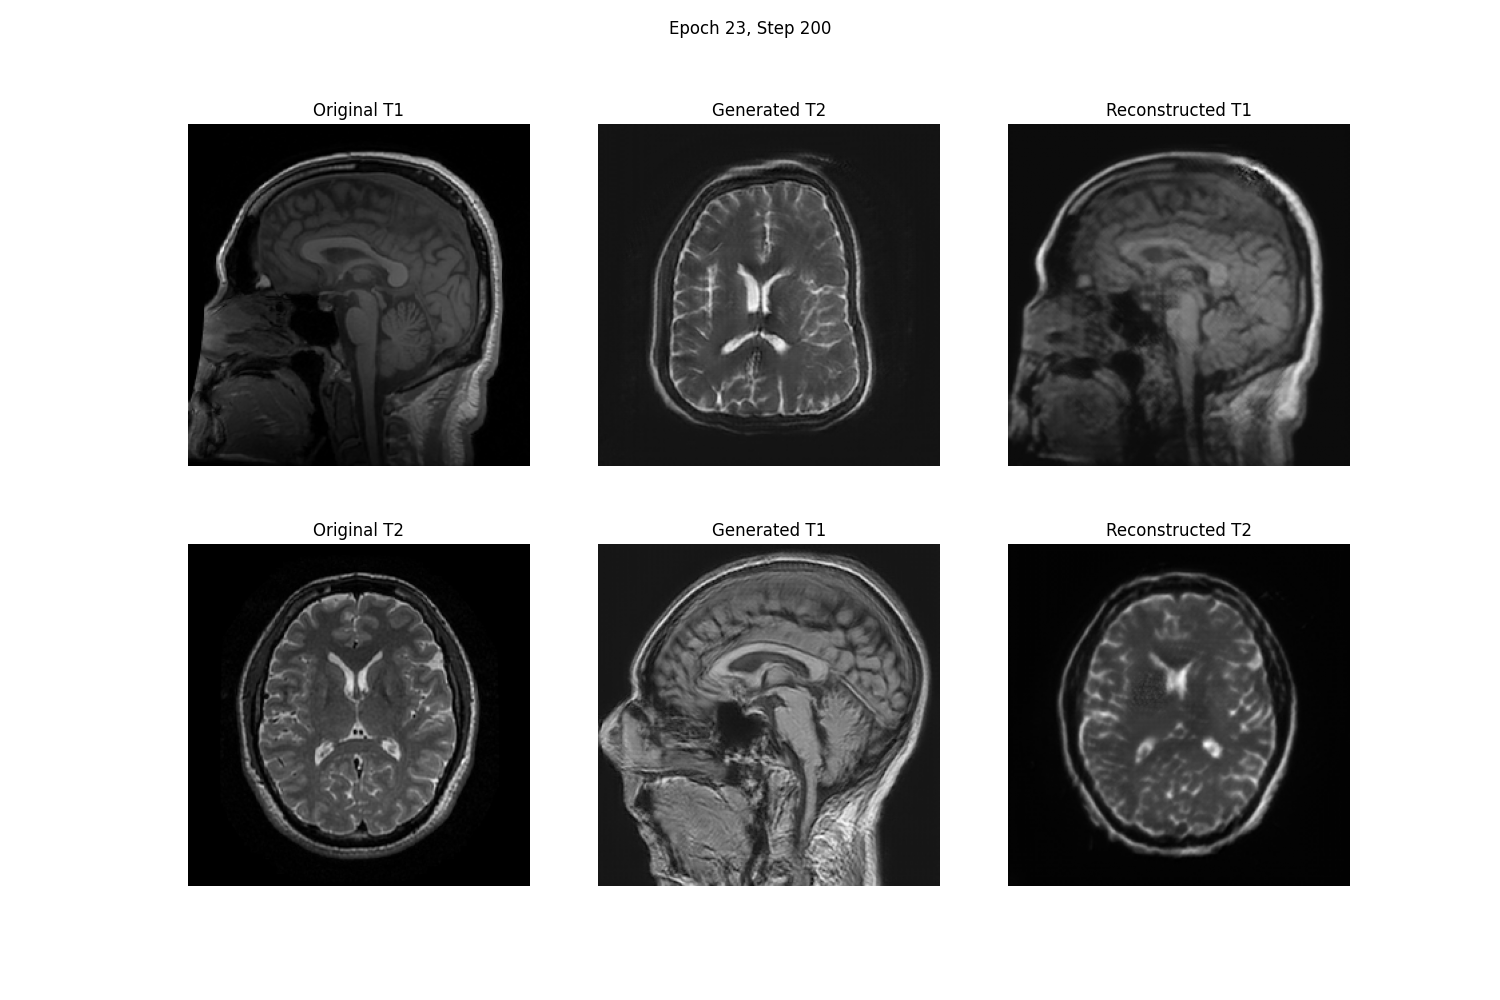 Epoch 23, Step 200
Original T1
Generated T2
Reconstructed T1
Original T2
Generated T1
Reconstructed T2